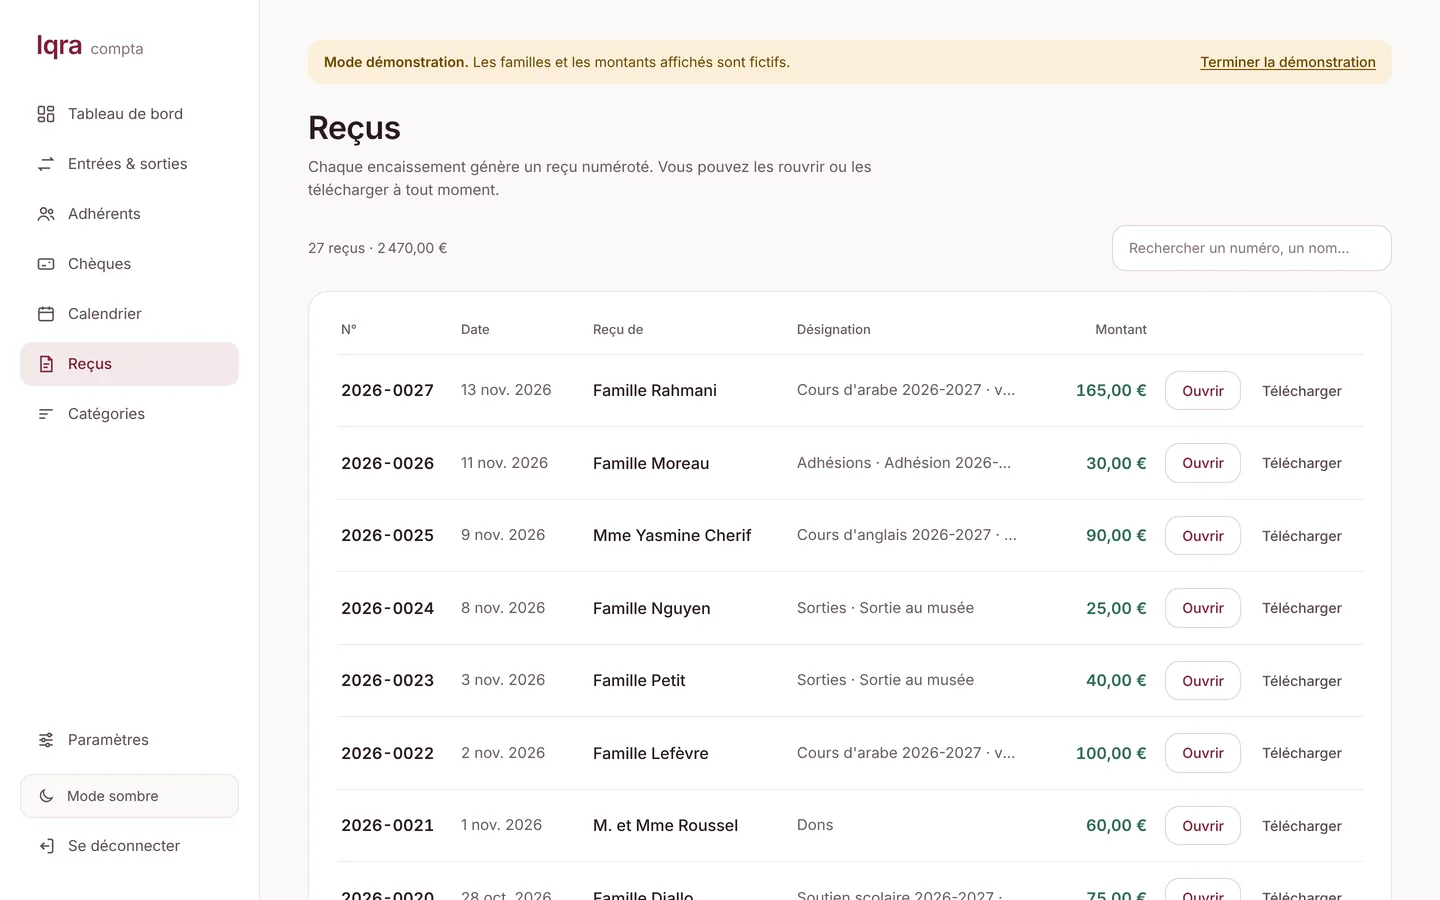 Iqra compta
Tableau de bord
Entrées & sorties
Adhérents
Chèques
Calendrier
Reçus
Catégories
Paramètres
Mode sombre
Se déconnecter
Mode démonstration. Les familles et les montants affichés sont fictifs. Terminer la démonstration
Reçus
Chaque encaissement génère un reçu numéroté. Vous pouvez les rouvrir ou les
télécharger à tout moment.
27 reçus · 2 470,00 € Rechercher un numéro, un nom...
N° Date Reçu de Désignation Montant
2026-0027 13 nov. 2026 Famille Rahmani Cours d'arabe 2026-2027 · v... 165,00 € Ouvrir Télécharger
2026-0026 11 nov. 2026 Famille Moreau Adhésions · Adhésion 2026-... 30,00 € Ouvrir Télécharger
2026-0025 9 nov. 2026 Mme Yasmine Cherif Cours d'anglais 2026-2027 · ... 90,00 € Ouvrir Télécharger
2026-0024 8 nov. 2026 Famille Nguyen Sorties · Sortie au musée 25,00 € Ouvrir Télécharger
2026-0023 3 nov. 2026 Famille Petit Sorties · Sortie au musée 40,00 € Ouvrir Télécharger
2026-0022 2 nov. 2026 Famille Lefèvre Cours d'arabe 2026-2027 · v... 100,00 € Ouvrir Télécharger
2026-0021 1 nov. 2026 M. et Mme Roussel Dons 60,00 € Ouvrir Télécharger
2026-0020 28 oct. 2026 Famille Diallo Soutien scolaire 2026-2027 · 75,00 € Ouvrir Télécharger